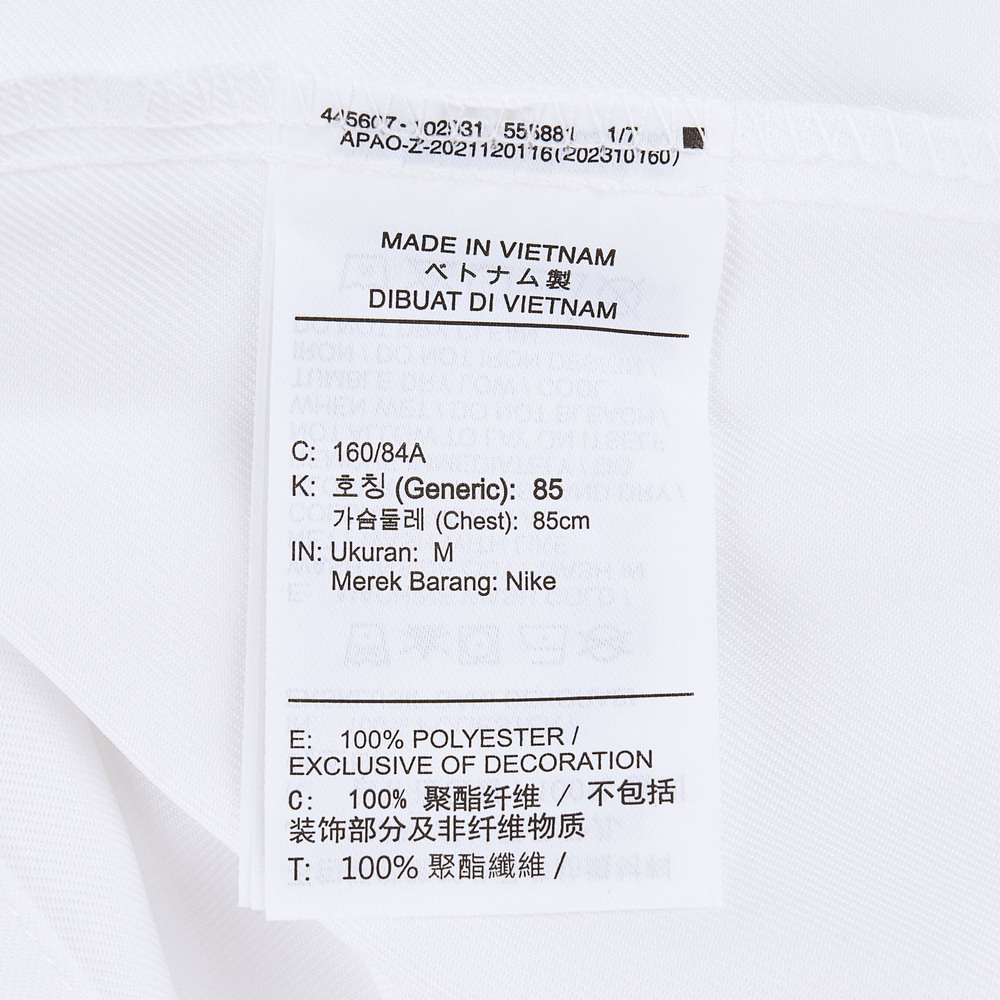 APAO-Z-2021120116(202310160)
MADE IN VIETNAM
ベトナム製
DIBUAT DI VIETNAM
C: 160/84A
K: 호칭 (Generic): 85
가슴둘레 (Chest): 85cm
IN: Ukuran: M
Merek Barang: Nike
E: 100% POLYESTER /
EXCLUSIVE OF DECORATION
C: 100% 聚酯纤维 / 不包括
装饰部分及非纤维物质
T: 100% 聚酯纖維 /